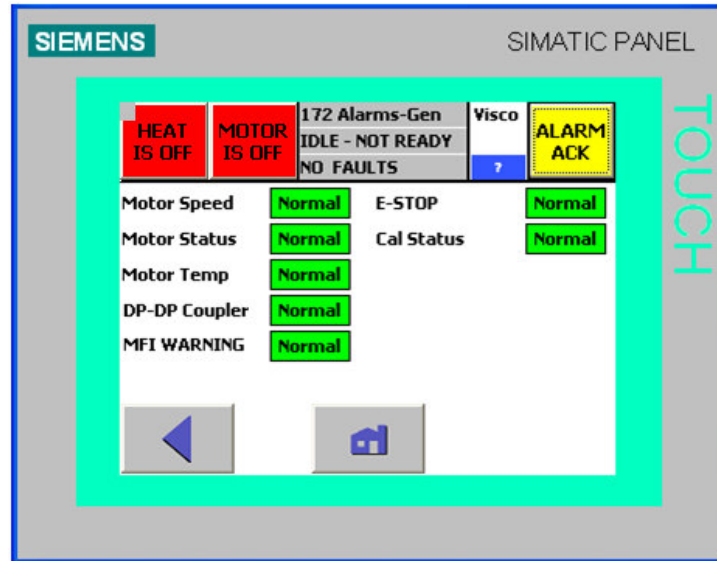 SIEMENS
SIMATIC PANEL
TOUCH
HEAT
IS OFF
MOTOR
IS OFF
172 Alarms-Gen
IDLE - NOT READY
NO FAULTS
Visco
?
ALARM
ACK
Motor Speed Normal E-STOP Normal
Motor Status Normal Cal Status Normal
Motor Temp Normal
DP-DP Coupler Normal
MFI WARNING Normal